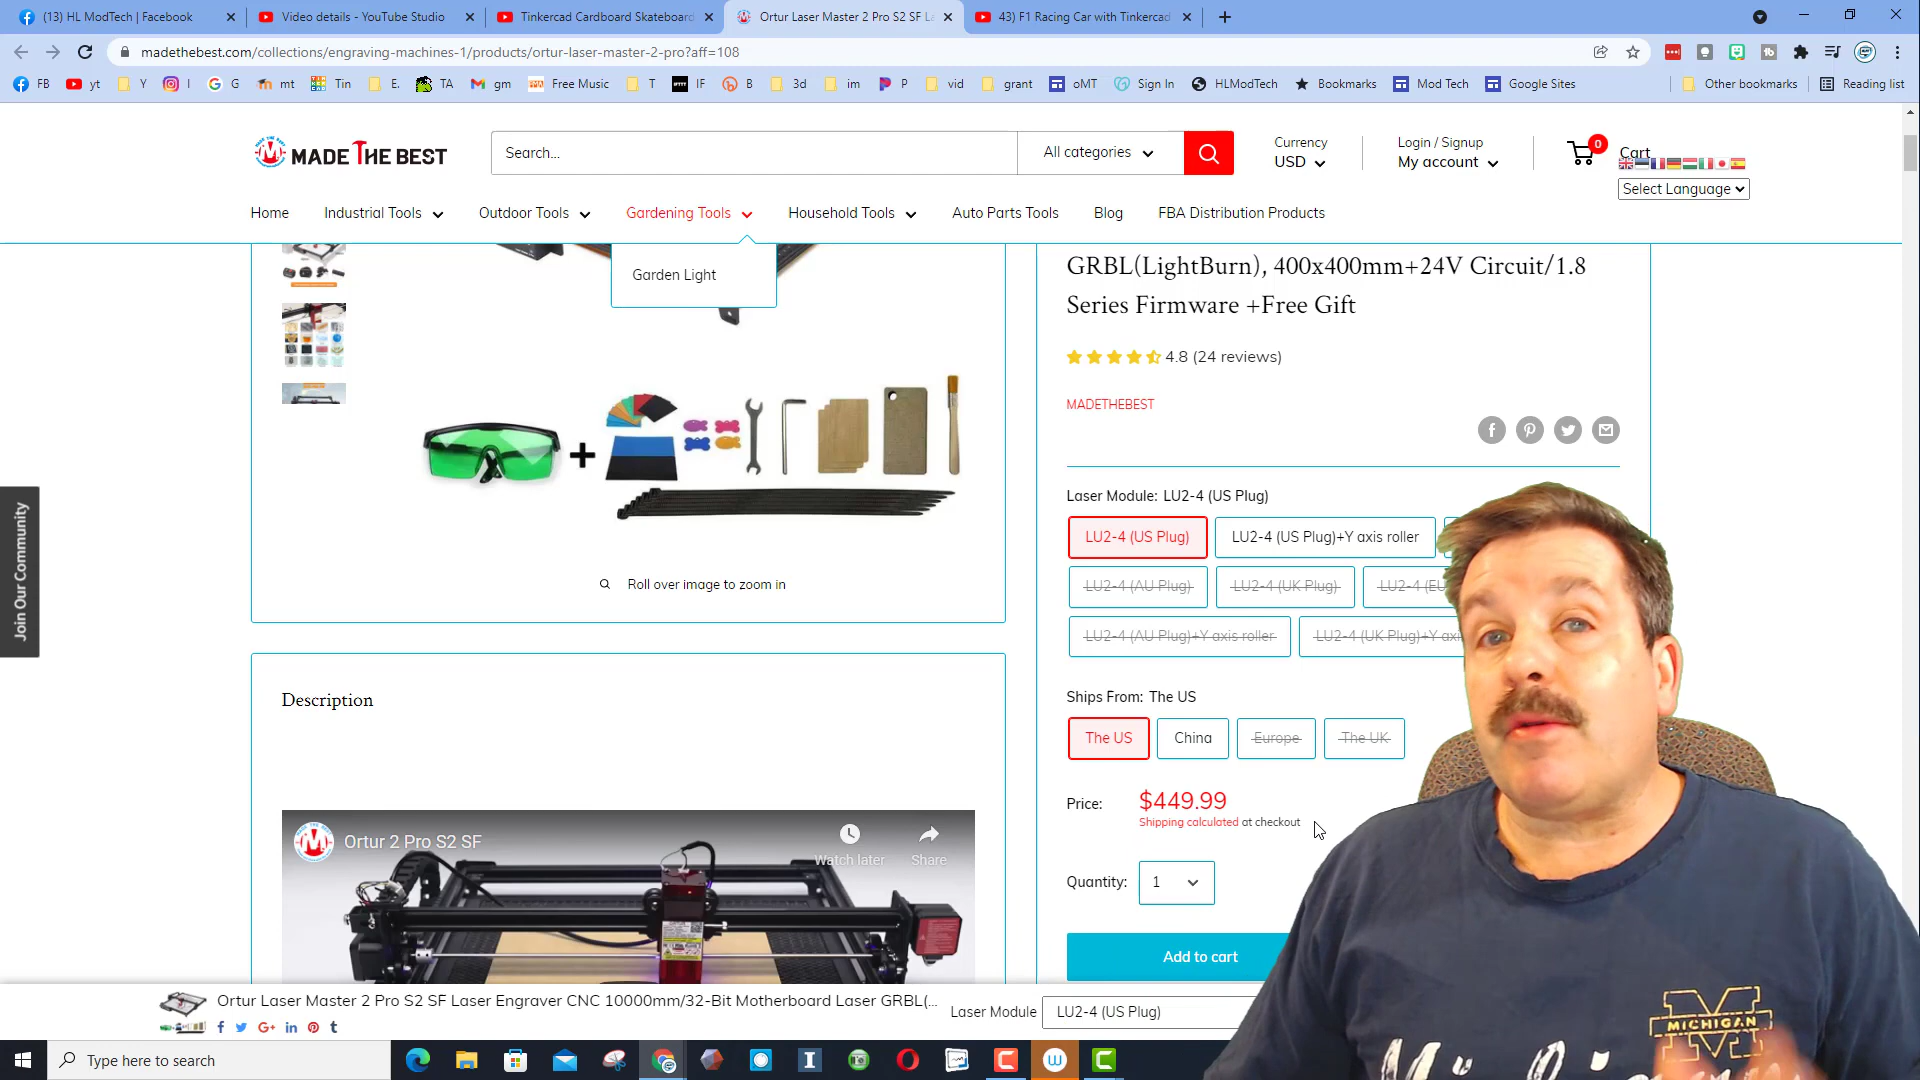 (13) HL ModTech | Facebook
Video details - YouTube Studio
Tinkercad Cardboard Skateboard
Ortur Laser Master 2 Pro S2 SF La
43) F1 Racing Car with Tinkercad
madethebest.com/collections/engraving-machines-1/products/ortur-laser-master-2-pro?aff=108
FB
yt
Y
I
G
mt
Tin
E.
TA
gm
Free Music
T
IF
B
3d
im
P
vid
grant
oMT
Sign In
HLModTech
Bookmarks
Mod Tech
Google Sites
Other bookmarks
Reading list
MADE THE BEST
Search...
All categories
Currency
USD
Login / Signup
My account
0
Cart
Select Language
Home
Industrial Tools
Outdoor Tools
Gardening Tools
Household Tools
Auto Parts Tools
Blog
FBA Distribution Products
Garden Light
GRBL(LightBurn), 400x400mm+24V Circuit/1.8
Series Firmware +Free Gift
4.8 (24 reviews)
MADETHEBEST
Laser Module: LU2-4 (US Plug)
LU2-4 (US Plug)
LU2-4 (US Plug)+Y axis roller
LU2-4 (AU Plug)
LU2-4 (UK Plug)
LU2-4 (EU
LU2-4 (AU Plug)+Y axis roller
LU2-4 (UK Plug)+Y axi
Ships From: The US
The US
China
Europe
The UK
Price:
$449.99
Shipping calculated at checkout
Quantity:
1
Add to cart
Roll over image to zoom in
Join Our Community
Description
Ortur 2 Pro S2 SF
Watch later
Share
Ortur Laser Master 2 Pro S2 SF Laser Engraver CNC 10000mm/32-Bit Motherboard Laser GRBL(...
Laser Module
LU2-4 (US Plug)
MICHIGAN
Type here to search